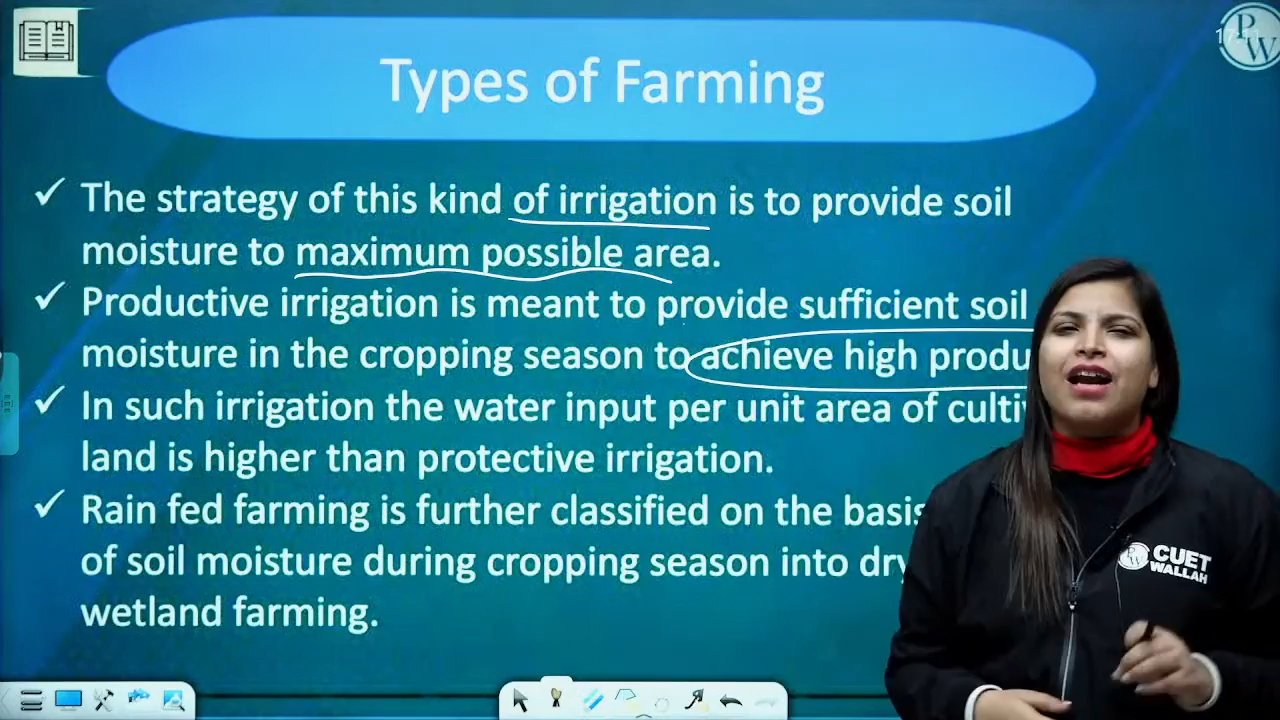 PW
Types of Farming
The strategy of this kind of irrigation is to provide soil
moisture to maximum possible area.
Productive irrigation is meant to provide sufficient soil
moisture in the cropping season to achieve high produ
In such irrigation the water input per unit area of culti
land is higher than protective irrigation.
Rain fed farming is further classified on the basis
of soil moisture during cropping season into dry
wetland farming.
PW CUET
WALLAH